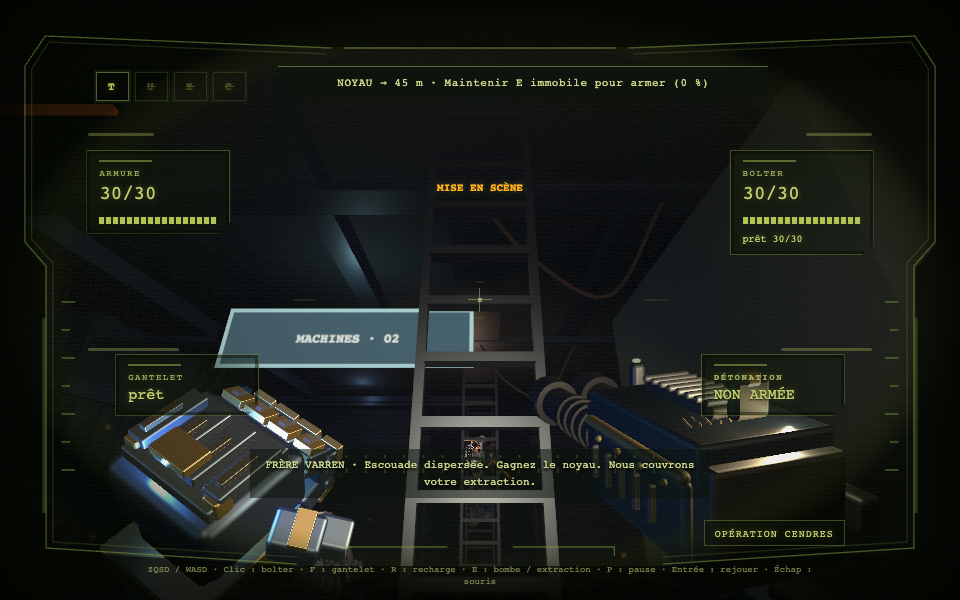 T
NOYAU → 45 m · Maintenir E immobile pour armer (0 %)
MISE EN SCÈNE
ARMURE
30/30
BOLTER
30/30
prêt 30/30
MACHINES · 02
GANTELET
prêt
DÉTONATION
NON ARMÉE
FRÈRE VARREN · Escouade dispersée. Gagnez le noyau. Nous couvrons
votre extraction.
OPÉRATION CENDRES
ZQSD / WASD · Clic : bolter · F : gantelet · R : recharge · E : bombe / extraction · P : pause · Entrée : rejouer · Échap :
souris